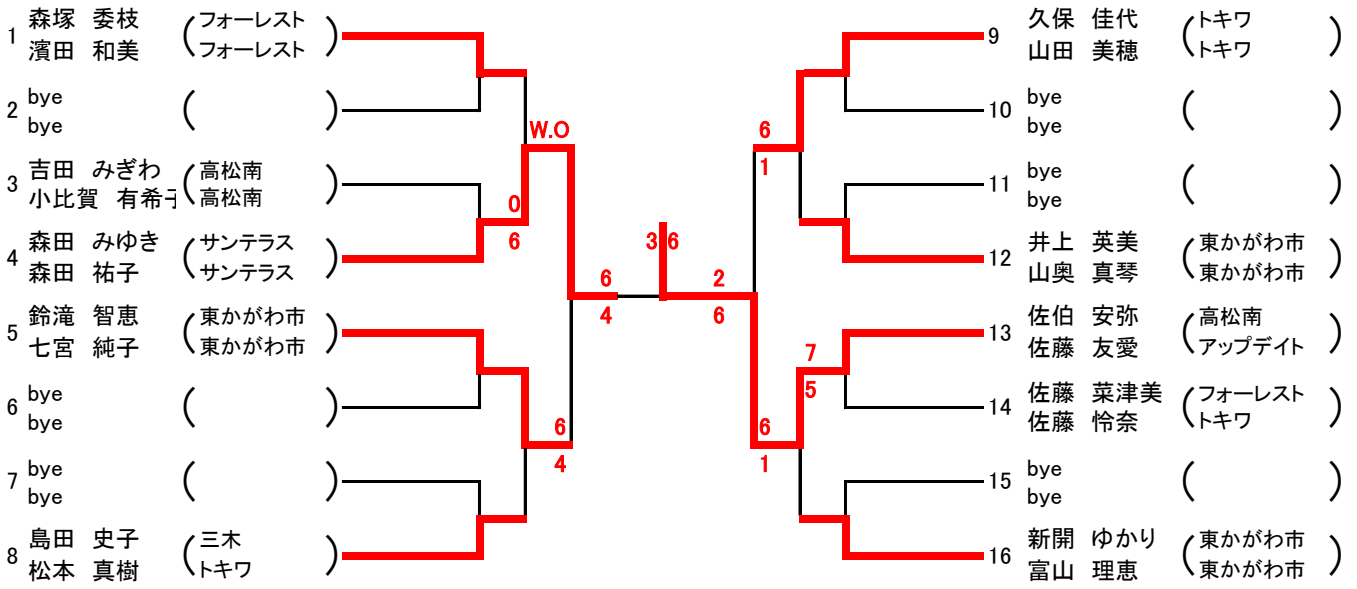 1 森塚 委枝 (フォーレスト
濱田 和美 フォーレスト)
2 bye ( )
bye
3 吉田 みぎわ (高松南
小比賀 有希子 高松南)
4 森田 みゆき (サンテラス
森田 祐子 サンテラス)
5 鈴滝 智恵 (東かがわ市
七宮 純子 東かがわ市)
6 bye ( )
bye
7 bye ( )
bye
8 島田 史子 (三木
松本 真樹 トキワ)
W.O
0
6
6
4
6
4
3 6
2
6
6
1
7
5
6
1
9 久保 佳代 (トキワ
山田 美穂 トキワ)
10 bye ( )
bye
11 bye ( )
bye
12 井上 英美 (東かがわ市
山奥 真琴 東かがわ市)
13 佐伯 安弥 (高松南
佐藤 友愛 アップデイト)
14 佐藤 菜津美 (フォーレスト
佐藤 怜奈 トキワ)
15 bye ( )
bye
16 新開 ゆかり (東かがわ市
富山 理恵 東かがわ市)